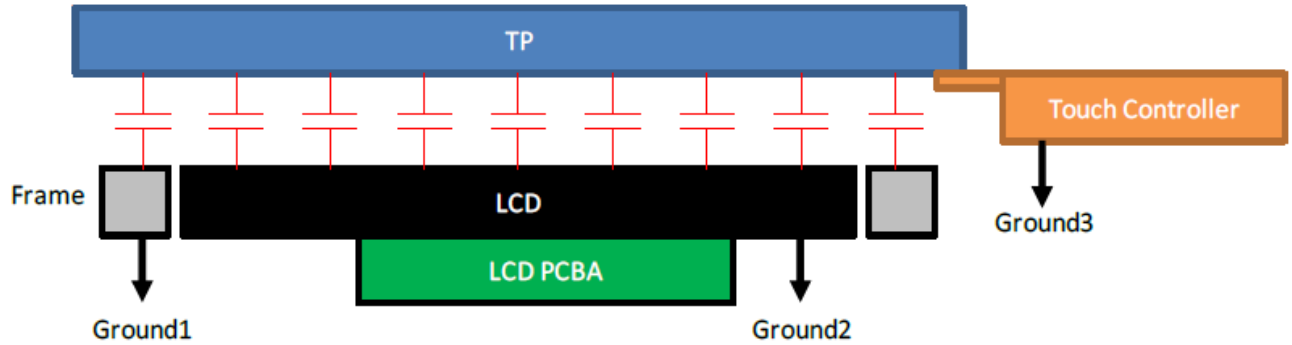 TP
Touch Controller
Frame
LCD
Ground3
LCD PCBA
Ground1
Ground2